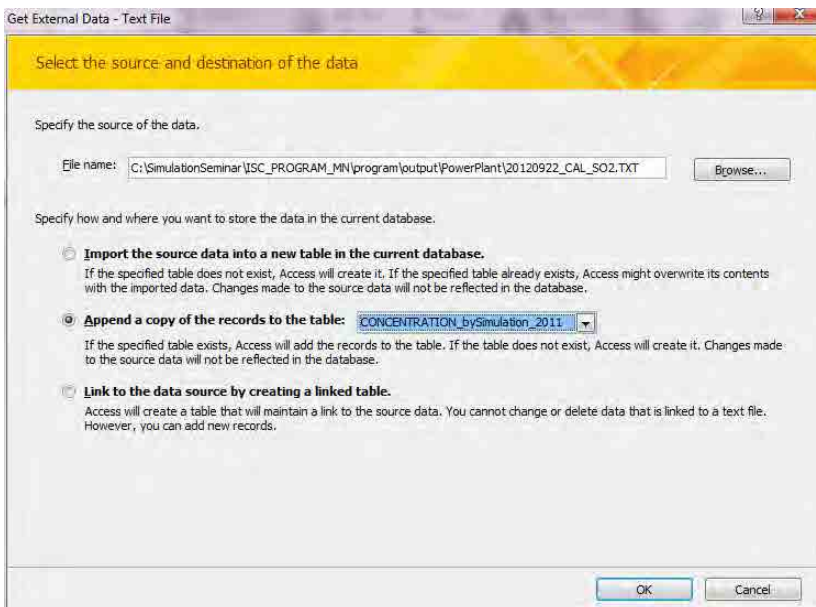 Get External Data - Text File
Select the source and destination of the data
Specify the source of the data.
File name: C:\SimulationSeminar\ISC_PROGRAM_MN\program\output\PowerPlant\20120922_CAL_SO2.TXT Browse...
Specify how and where you want to store the data in the current database.
Import the source data into a new table in the current database.
If the specified table does not exist, Access will create it. If the specified table already exists, Access might overwrite its contents
with the imported data. Changes made to the source data will not be reflected in the database.
Append a copy of the records to the table: CONCENTRATION_bySimulation_2011
If the specified table exists, Access will add the records to the table. If the table does not exist, Access will create it. Changes made
to the source data will not be reflected in the database.
Link to the data source by creating a linked table.
Access will create a table that will maintain a link to the source data. You cannot change or delete data that is linked to a text file.
However, you can add new records.
OK Cancel